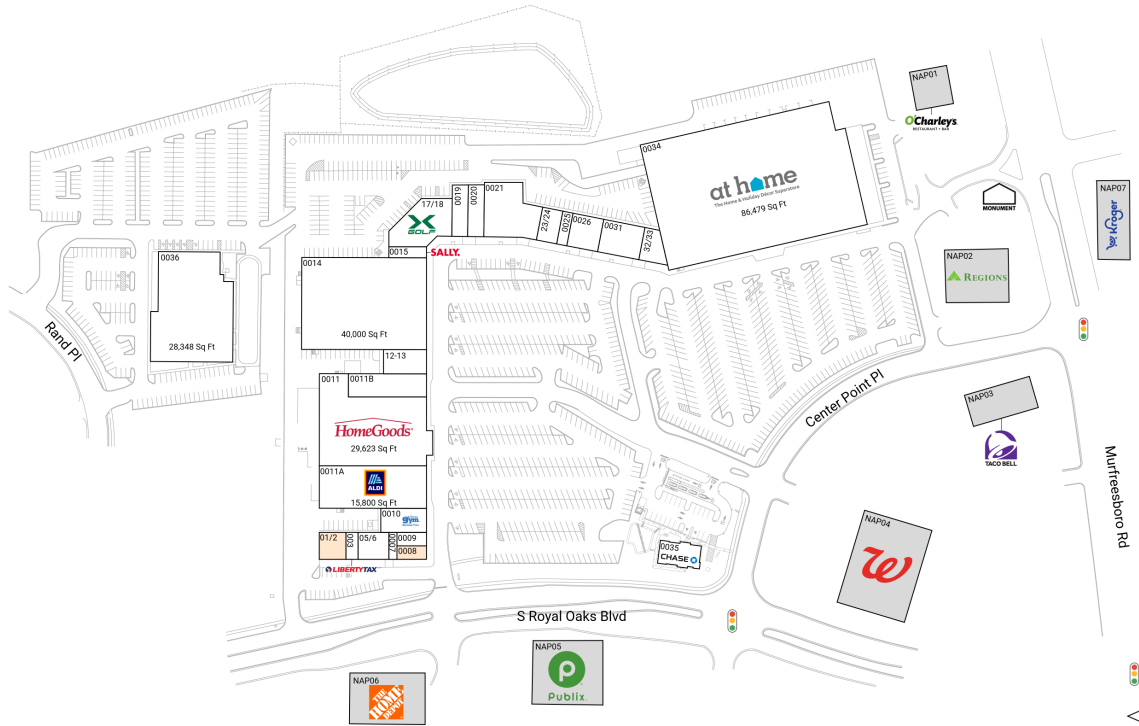 NAP01
O'Charleys
RESTAURANT + BAR
0034
at home
The Home & Holiday Décor Superstore
86,479 Sq Ft
MONUMENT
NAP07
Kroger
17/18
X GOLF
0019
0020
0021
23/24
0025
0026
0031
32/33
0015
SALLY.
NAP02
REGIONS
0036
28,348 Sq Ft
Rand Pl
0014
40,000 Sq Ft
12-13
0011
0011B
HomeGoods
29,623 Sq Ft
0011A
ALDI
15,800 Sq Ft
0010
gym
01/2
003
05/6
0007
0009
0008
LIBERTY TAX
Center Point Pl
NAP03
TACO BELL
Murfreesboro Rd
NAP04
W
0035
CHASE
S Royal Oaks Blvd
NAP05
P
Publix
NAP06
THE
HOME
DEPOT